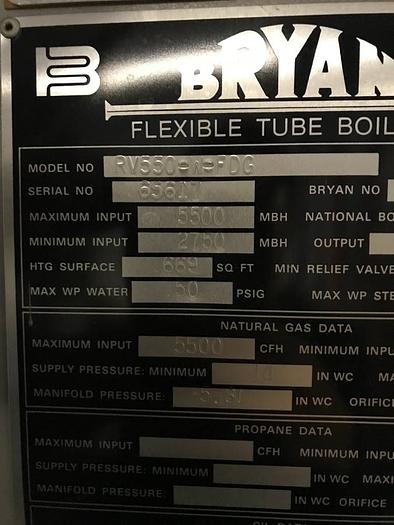 B BRYAN
FLEXIBLE TUBE BOIL
MODEL NO
SERIAL NO BRYAN NO
MAXIMUM INPUT 5500 MBH NATIONAL BO
MINIMUM INPUT 2750 MBH OUTPUT
HTG SURFACE 669 SQ FT MIN RELIEF VALVE
MAX WP WATER 50 PSIG MAX WP STE
NATURAL GAS DATA
MAXIMUM INPUT 5500 CFH MINIMUM INPU
SUPPLY PRESSURE: MINIMUM IN WC MA
MANIFOLD PRESSURE: IN WC ORIFIC
PROPANE DATA
MAXIMUM INPUT CFH MINIMUM INPU
SUPPLY PRESSURE: MINIMUM IN WC MAXI
MANIFOLD PRESSURE: IN WC ORIFICE